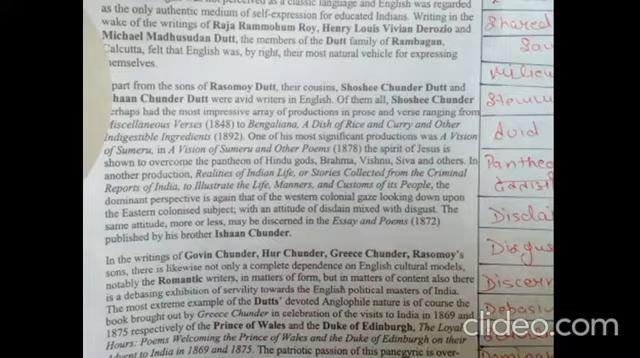 was not perceived as a classic language and English was regarded
as the only authentic medium of self-expression for educated Indians. Writing in the
wake of the writings of Raja Rammohum Roy, Henry Louis Vivian Derozio and
Michael Madhusudan Dutt, the members of the Dutt family of Rambagan,
Calcutta, felt that English was, by right, their most natural vehicle for expressing
themselves.
part from the sons of Rasomoy Dutt, their cousins, Shoshee Chunder Dutt and
shaan Chunder Dutt were avid writers in English. Of them all, Shoshee Chunder
perhaps had the most impressive array of productions in prose and verse ranging from
Miscellaneous Verses (1848) to Bengaliana, A Dish of Rice and Curry and Other
Indigestible Ingredients (1892). One of his most significant productions was A Vision
of Sumeru, in A Vision of Sumeru and Other Poems (1878) the spirit of Jesus is
shown to overcome the pantheon of Hindu gods, Brahma, Vishnu, Siva and others. In
another production, Realities of Indian Life, or Stories Collected from the Criminal
Reports of India, to Illustrate the Life, Manners, and Customs of its People, the
dominant perspective is again that of the western colonial gaze looking down upon
the Eastern colonised subject; with an attitude of disdain mixed with disgust. The
same attitude, more or less, may be discerned in the Essay and Poems (1872)
published by his brother Ishaan Chunder.
In the writings of Govin Chunder, Hur Chunder, Greece Chunder, Rasomoy's
sons, there is likewise not only a complete dependence on English cultural models,
notably the Romantic writers, in matters of form, but in matters of content also there
is a debasing exhibition of servility towards the English political masters of India.
The most extreme example of the Dutts' devoted Anglophile nature is of course the
book brought out by Greece Chunder in celebration of the visits to India in 1869 and
1875 respectively of the Prince of Wales and the Duke of Edinburgh, The Loyal
Hours: Poems Welcoming the Prince of Wales and the Duke of Edinburgh on their
Advent to India in 1869 and 1875. The patriotic passion of this panegyric is over-
Shared
Milieu
Avid
Panthe
Disdai
Disgus
Discern
Debasin
clideo.com